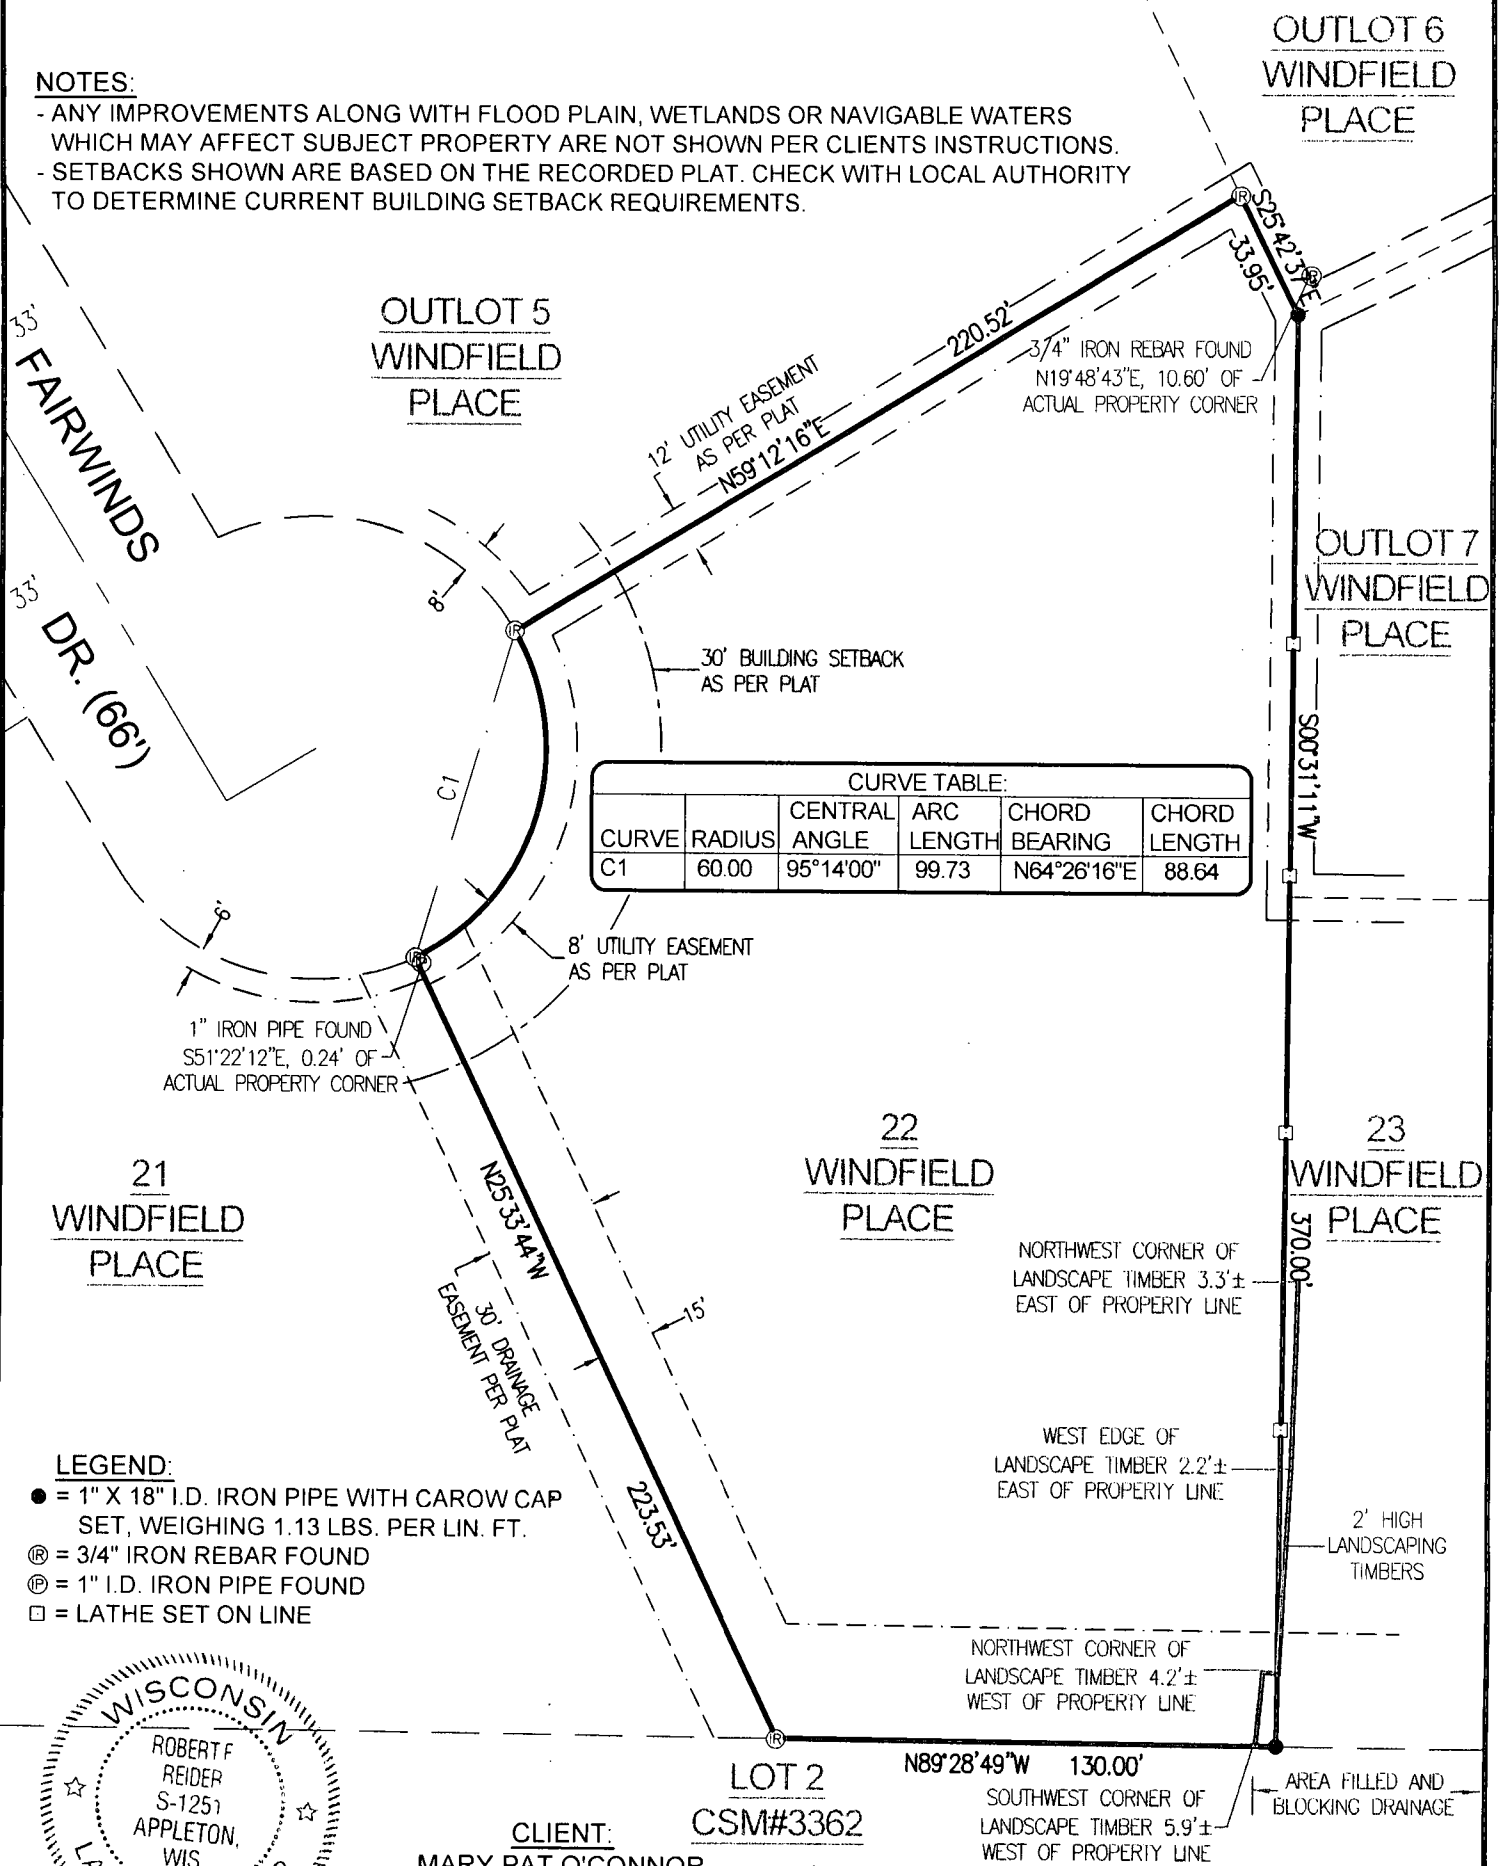 OUTLOT 6
WINDFIELD
PLACE
NOTES:
- ANY IMPROVEMENTS ALONG WITH FLOOD PLAIN, WETLANDS OR NAVIGABLE WATERS
WHICH MAY AFFECT SUBJECT PROPERTY ARE NOT SHOWN PER CLIENTS INSTRUCTIONS.
- SETBACKS SHOWN ARE BASED ON THE RECORDED PLAT. CHECK WITH LOCAL AUTHORITY
TO DETERMINE CURRENT BUILDING SETBACK REQUIREMENTS.
IR
S25°42'37"E
33.95'
IR
OUTLOT 5
WINDFIELD
PLACE
33'
FAIRWINDS
33'
DR. (66')
220.52'
N59°12'16"E
12' UTILITY EASEMENT
AS PER PLAT
3/4" IRON REBAR FOUND
N19°48'43"E, 10.60' OF
ACTUAL PROPERTY CORNER
OUTLOT 7
WINDFIELD
PLACE
8'
IR
30' BUILDING SETBACK
AS PER PLAT
S00°31'11"W
C1
CURVE TABLE:
CURVE RADIUS CENTRAL ANGLE ARC LENGTH CHORD BEARING CHORD LENGTH
C1 60.00 95°14'00" 99.73 N64°26'16"E 88.64
6'
8' UTILITY EASEMENT
AS PER PLAT
1" IRON PIPE FOUND
S51°22'12"E, 0.24' OF
ACTUAL PROPERTY CORNER
21
WINDFIELD
PLACE
22
WINDFIELD
PLACE
23
WINDFIELD
PLACE
N25°33'44"W
223.53'
30' DRAINAGE
EASEMENT PER PLAT
15'
370.00'
NORTHWEST CORNER OF
LANDSCAPE TIMBER 3.3'±
EAST OF PROPERTY LINE
WEST EDGE OF
LANDSCAPE TIMBER 2.2'±
EAST OF PROPERTY LINE
2' HIGH
LANDSCAPING
TIMBERS
LEGEND:
● = 1" X 18" I.D. IRON PIPE WITH CAROW CAP
SET, WEIGHING 1.13 LBS. PER LIN. FT.
IR = 3/4" IRON REBAR FOUND
IP = 1" I.D. IRON PIPE FOUND
□ = LATHE SET ON LINE
NORTHWEST CORNER OF
LANDSCAPE TIMBER 4.2'±
WEST OF PROPERTY LINE
IR
N89°28'49"W 130.00'
LOT 2
CSM#3362
SOUTHWEST CORNER OF
LANDSCAPE TIMBER 5.9'±
WEST OF PROPERTY LINE
AREA FILLED AND
BLOCKING DRAINAGE
WISCONSIN
ROBERT F
REIDER
S-1251
APPLETON,
WIS
CLIENT:
MARY PAT O'CONNOR